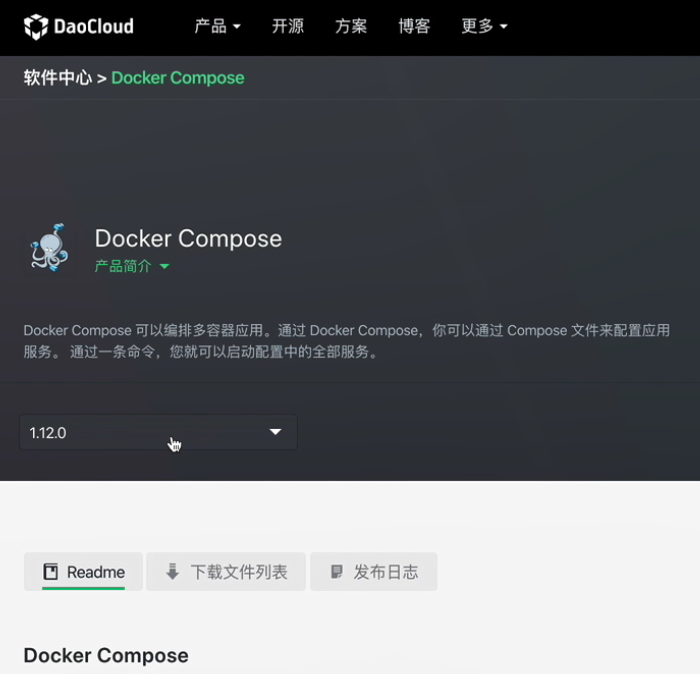 DaoCloud 产品 开源 方案 博客 更多
软件中心 > Docker Compose
Docker Compose
产品简介
Docker Compose 可以编排多容器应用。通过 Docker Compose，你可以通过 Compose 文件来配置应用
服务。 通过一条命令，您就可以启动配置中的全部服务。
1.12.0
Readme 下载文件列表 发布日志
Docker Compose